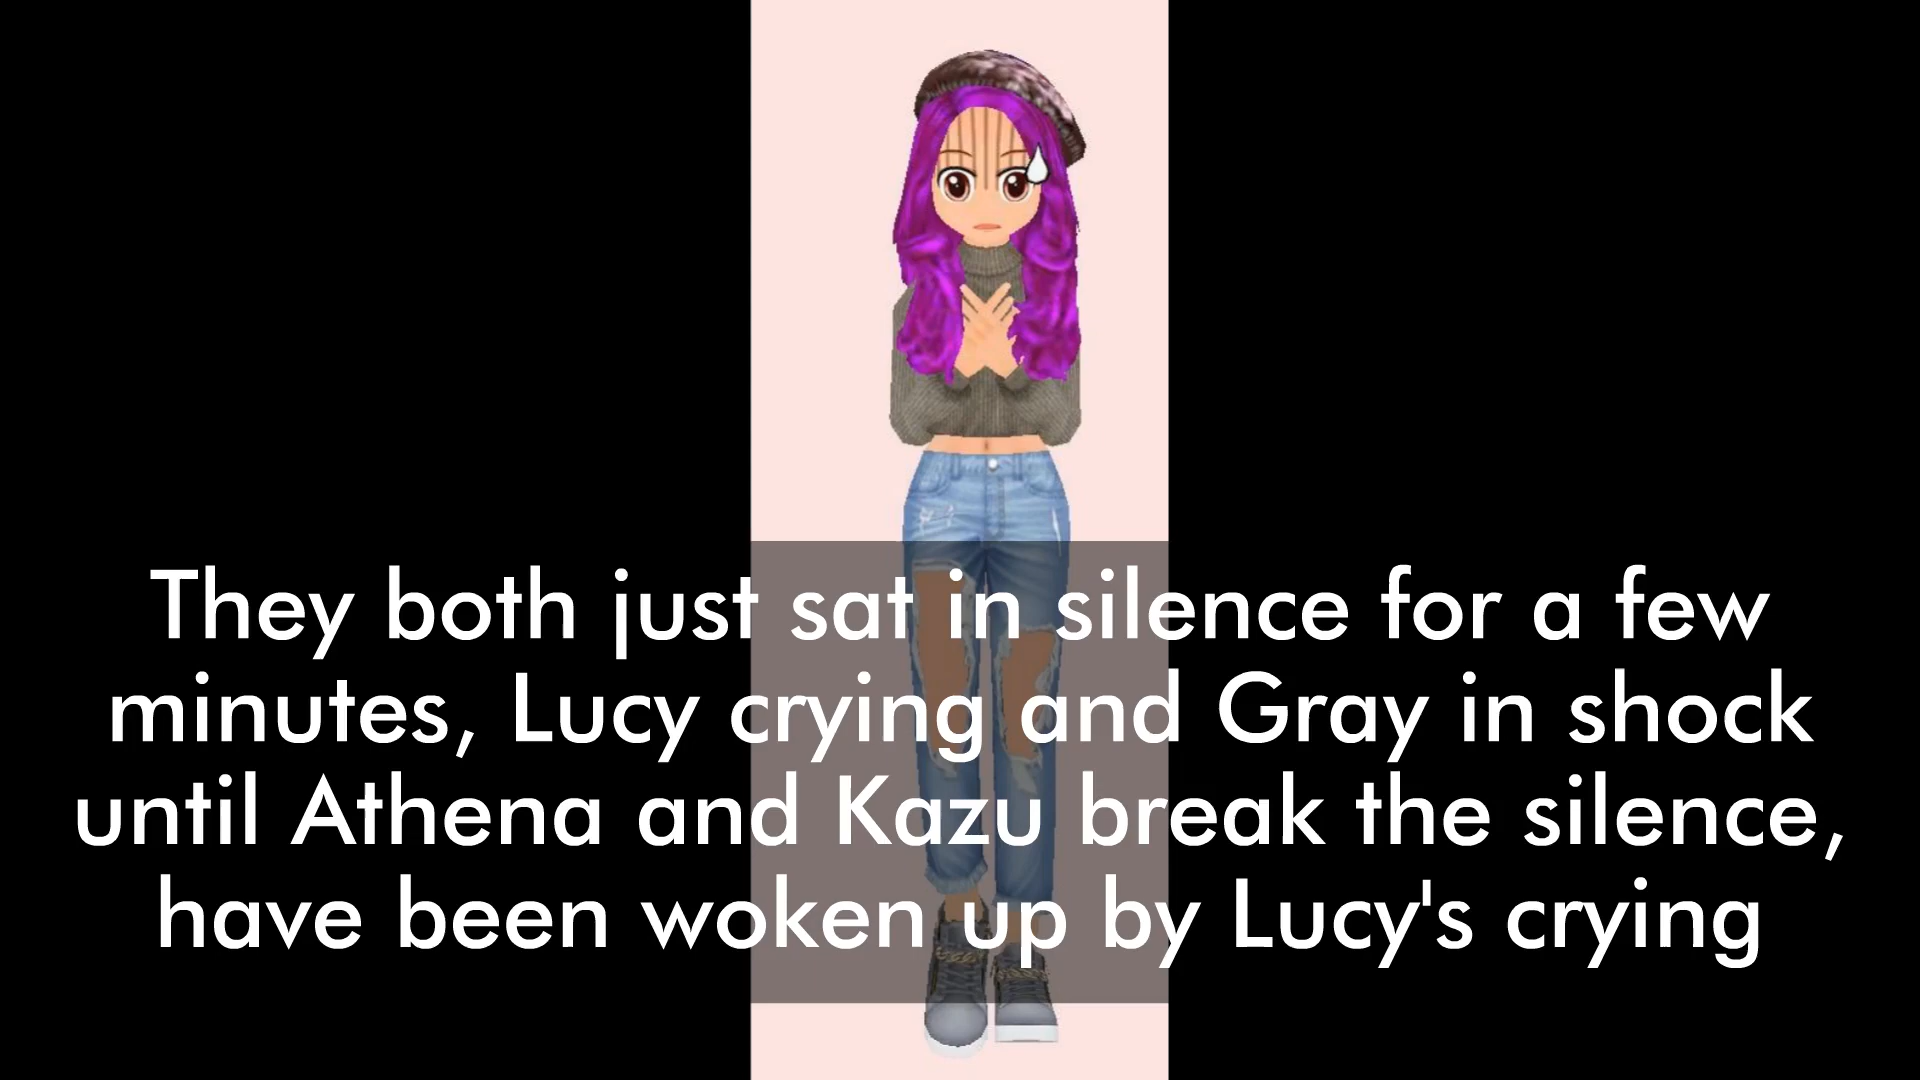 They both just sat in silence for a few
minutes, Lucy crying and Gray in shock
until Athena and Kazu break the silence,
have been woken up by Lucy's crying